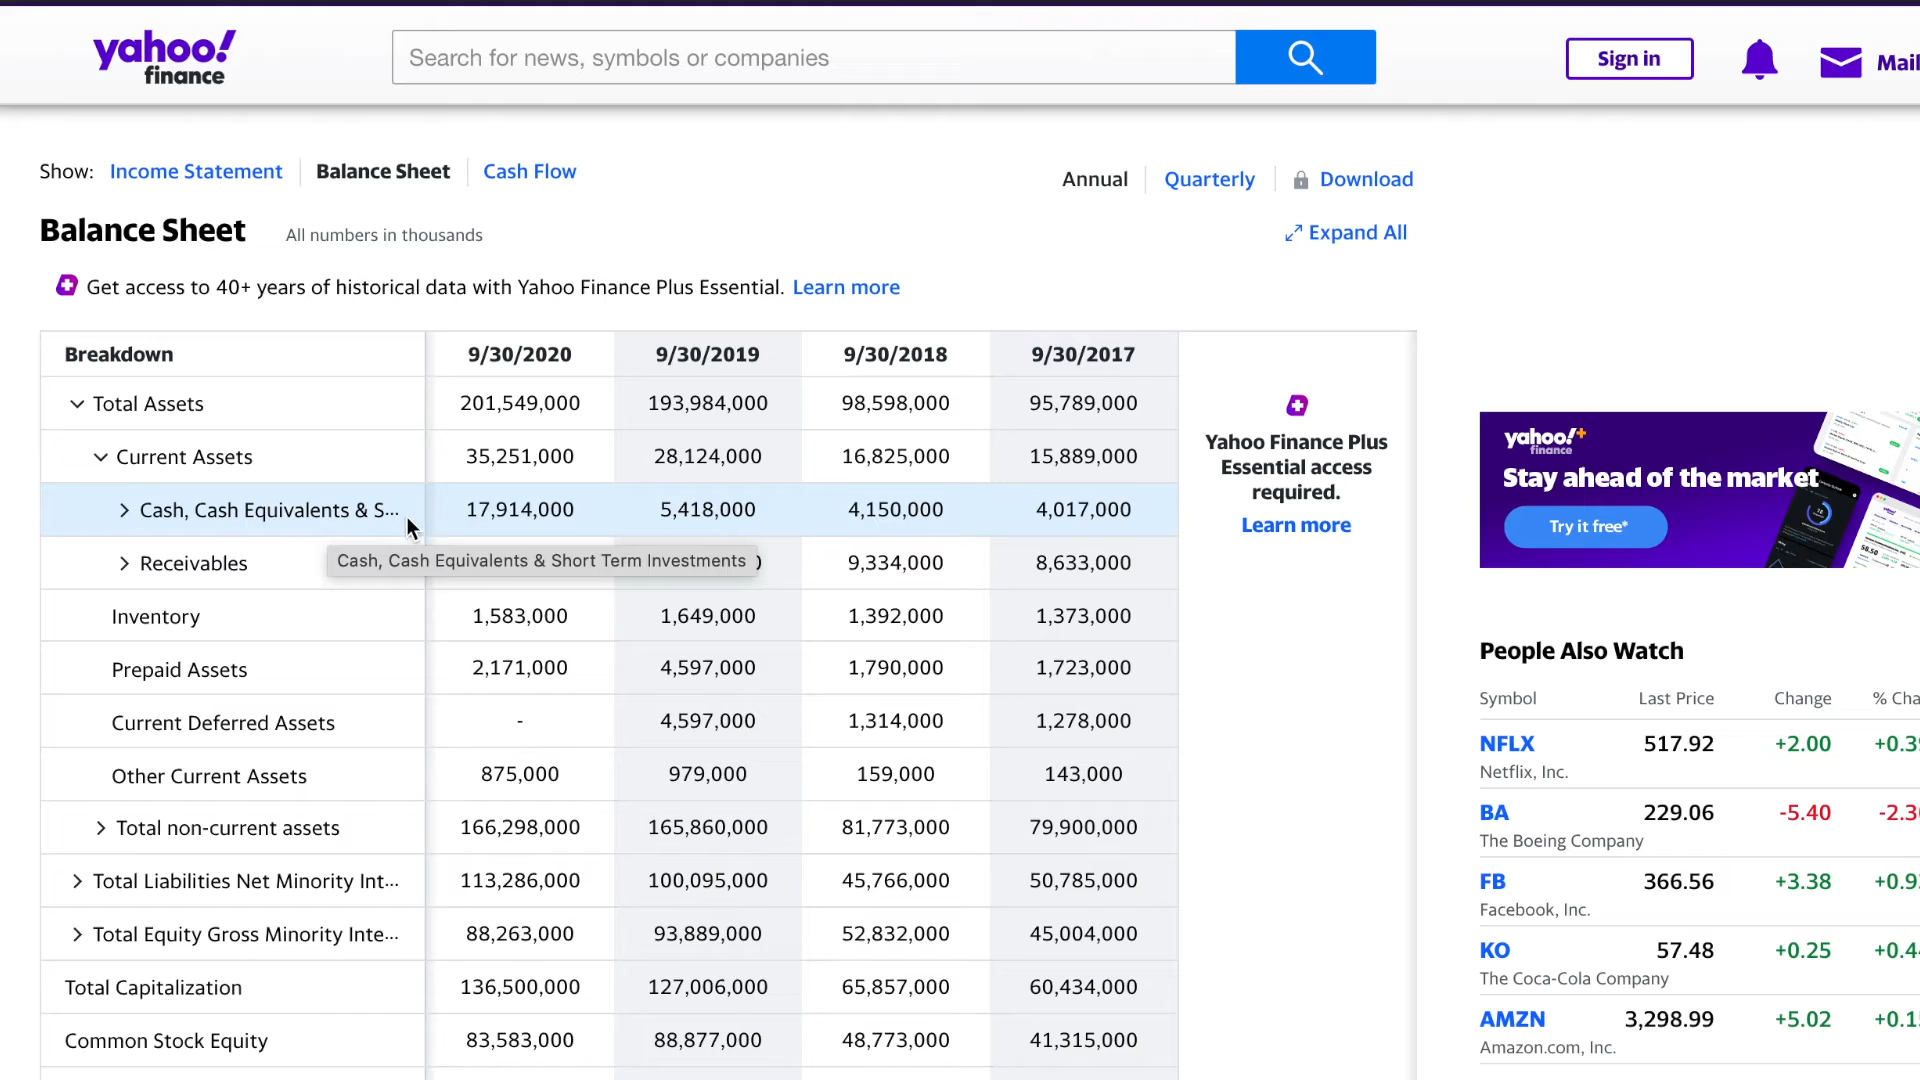 yahoo!
finance
Search for news, symbols or companies
Sign in
Mail
Show: Income Statement Balance Sheet Cash Flow
Annual Quarterly Download
Balance Sheet All numbers in thousands
Expand All
Get access to 40+ years of historical data with Yahoo Finance Plus Essential. Learn more
Breakdown 9/30/2020 9/30/2019 9/30/2018 9/30/2017
Total Assets 201,549,000 193,984,000 98,598,000 95,789,000
Current Assets 35,251,000 28,124,000 16,825,000 15,889,000
Cash, Cash Equivalents & S... 17,914,000 5,418,000 4,150,000 4,017,000
Cash, Cash Equivalents & Short Term Investments
Receivables 9,334,000 8,633,000
Inventory 1,583,000 1,649,000 1,392,000 1,373,000
Prepaid Assets 2,171,000 4,597,000 1,790,000 1,723,000
Current Deferred Assets - 4,597,000 1,314,000 1,278,000
Other Current Assets 875,000 979,000 159,000 143,000
Total non-current assets 166,298,000 165,860,000 81,773,000 79,900,000
Total Liabilities Net Minority Int... 113,286,000 100,095,000 45,766,000 50,785,000
Total Equity Gross Minority Inte... 88,263,000 93,889,000 52,832,000 45,004,000
Total Capitalization 136,500,000 127,006,000 65,857,000 60,434,000
Common Stock Equity 83,583,000 88,877,000 48,773,000 41,315,000
Yahoo Finance Plus
Essential access
required.
Learn more
yahoo!+
finance
Stay ahead of the market
Try it free*
People Also Watch
Symbol Last Price Change % Cha
NFLX 517.92 +2.00 +0.39
Netflix, Inc.
BA 229.06 -5.40 -2.30
The Boeing Company
FB 366.56 +3.38 +0.93
Facebook, Inc.
KO 57.48 +0.25 +0.44
The Coca-Cola Company
AMZN 3,298.99 +5.02 +0.15
Amazon.com, Inc.